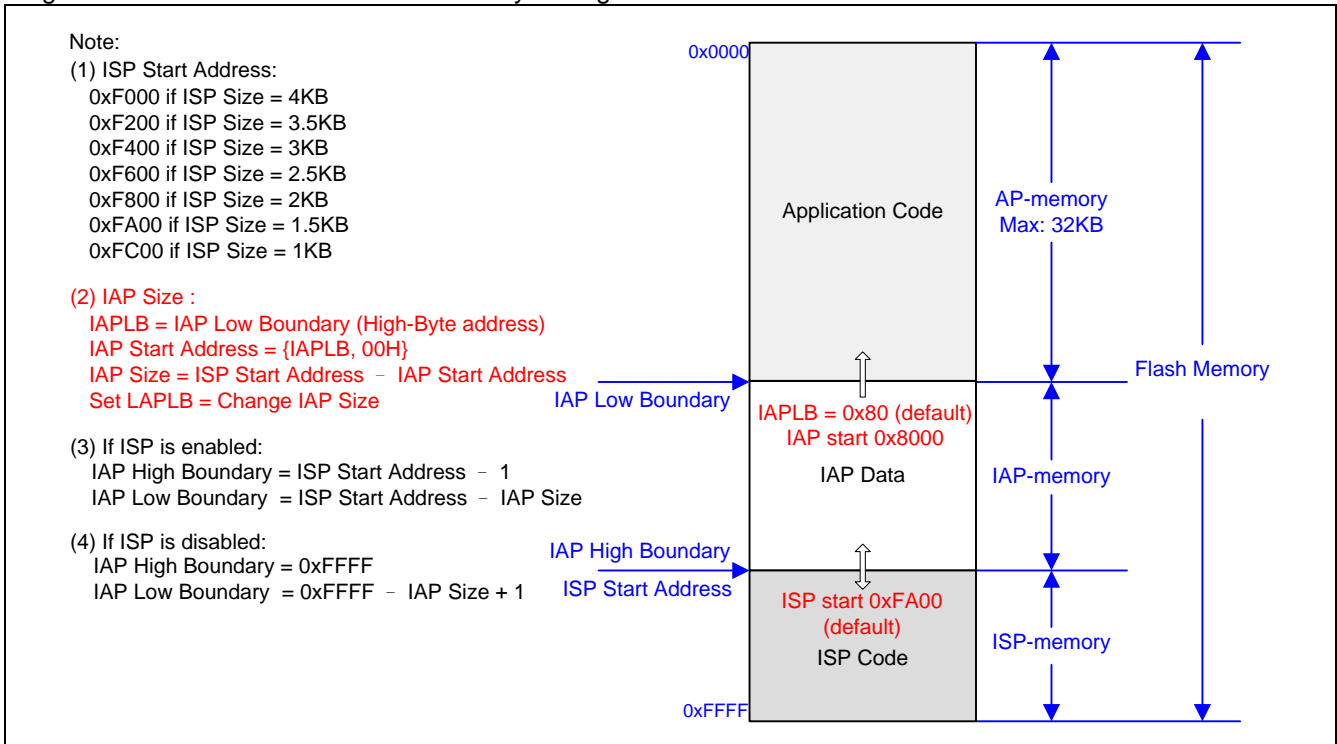 Note:
(1) ISP Start Address:
0xF000 if ISP Size = 4KB
0xF200 if ISP Size = 3.5KB
0xF400 if ISP Size = 3KB
0xF600 if ISP Size = 2.5KB
0xF800 if ISP Size = 2KB
0xFA00 if ISP Size = 1.5KB
0xFC00 if ISP Size = 1KB
(2) IAP Size :
IAPLB = IAP Low Boundary (High-Byte address)
IAP Start Address = {IAPLB, 00H}
IAP Size = ISP Start Address – IAP Start Address
Set LAPLB = Change IAP Size
(3) If ISP is enabled:
IAP High Boundary = ISP Start Address – 1
IAP Low Boundary = ISP Start Address – IAP Size
(4) If ISP is disabled:
IAP High Boundary = 0xFFFF
IAP Low Boundary = 0xFFFF – IAP Size + 1
0x0000
Application Code
AP-memory
Max: 32KB
Flash Memory
IAP Low Boundary
IAPLB = 0x80 (default)
IAP start 0x8000
IAP Data
IAP-memory
IAP High Boundary
ISP Start Address
ISP start 0xFA00
(default)
ISP Code
ISP-memory
0xFFFF